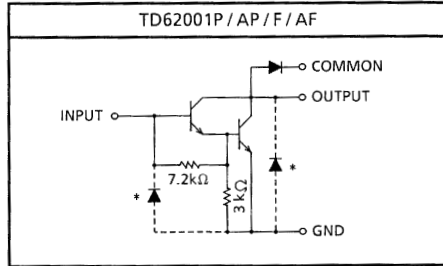 TD62001P / AP / F / AF
COMMON
OUTPUT
INPUT
7.2kΩ
3kΩ
*
*
GND